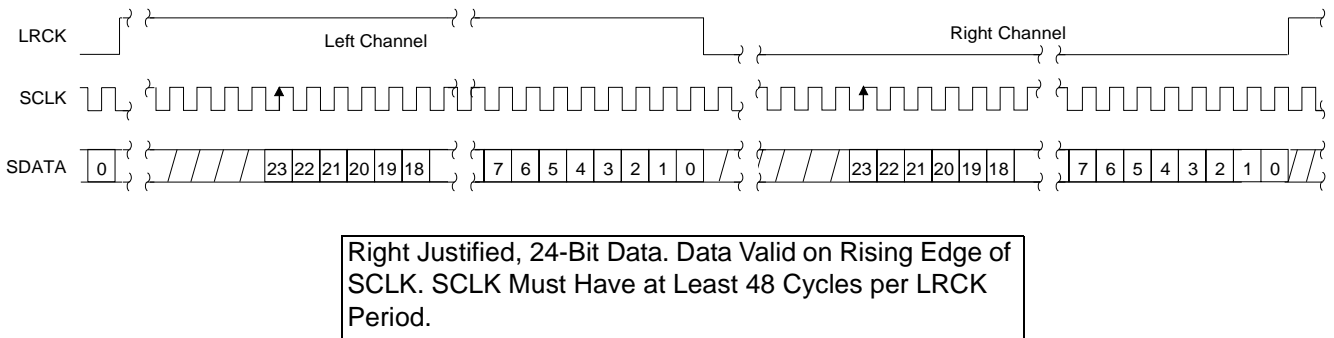 LRCK Left Channel Right Channel
SCLK
SDATA 0 23 22 21 20 19 18 7 6 5 4 3 2 1 0 23 22 21 20 19 18 7 6 5 4 3 2 1 0
Right Justified, 24-Bit Data. Data Valid on Rising Edge of
SCLK. SCLK Must Have at Least 48 Cycles per LRCK
Period.